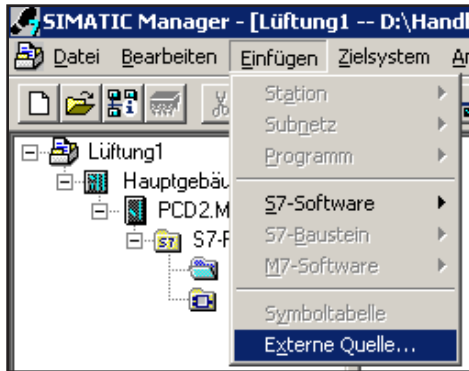 SIMATIC Manager - [Lüftung1 -- D:\Handl
Datei Bearbeiten Einfügen Zielsystem
Station
Subnetz
Programm
S7-Software
S7-Baustein
M7-Software
Symboltabelle
Externe Quelle...
Lüftung1
Hauptgebäu
PCD2.M
S7-P
S7